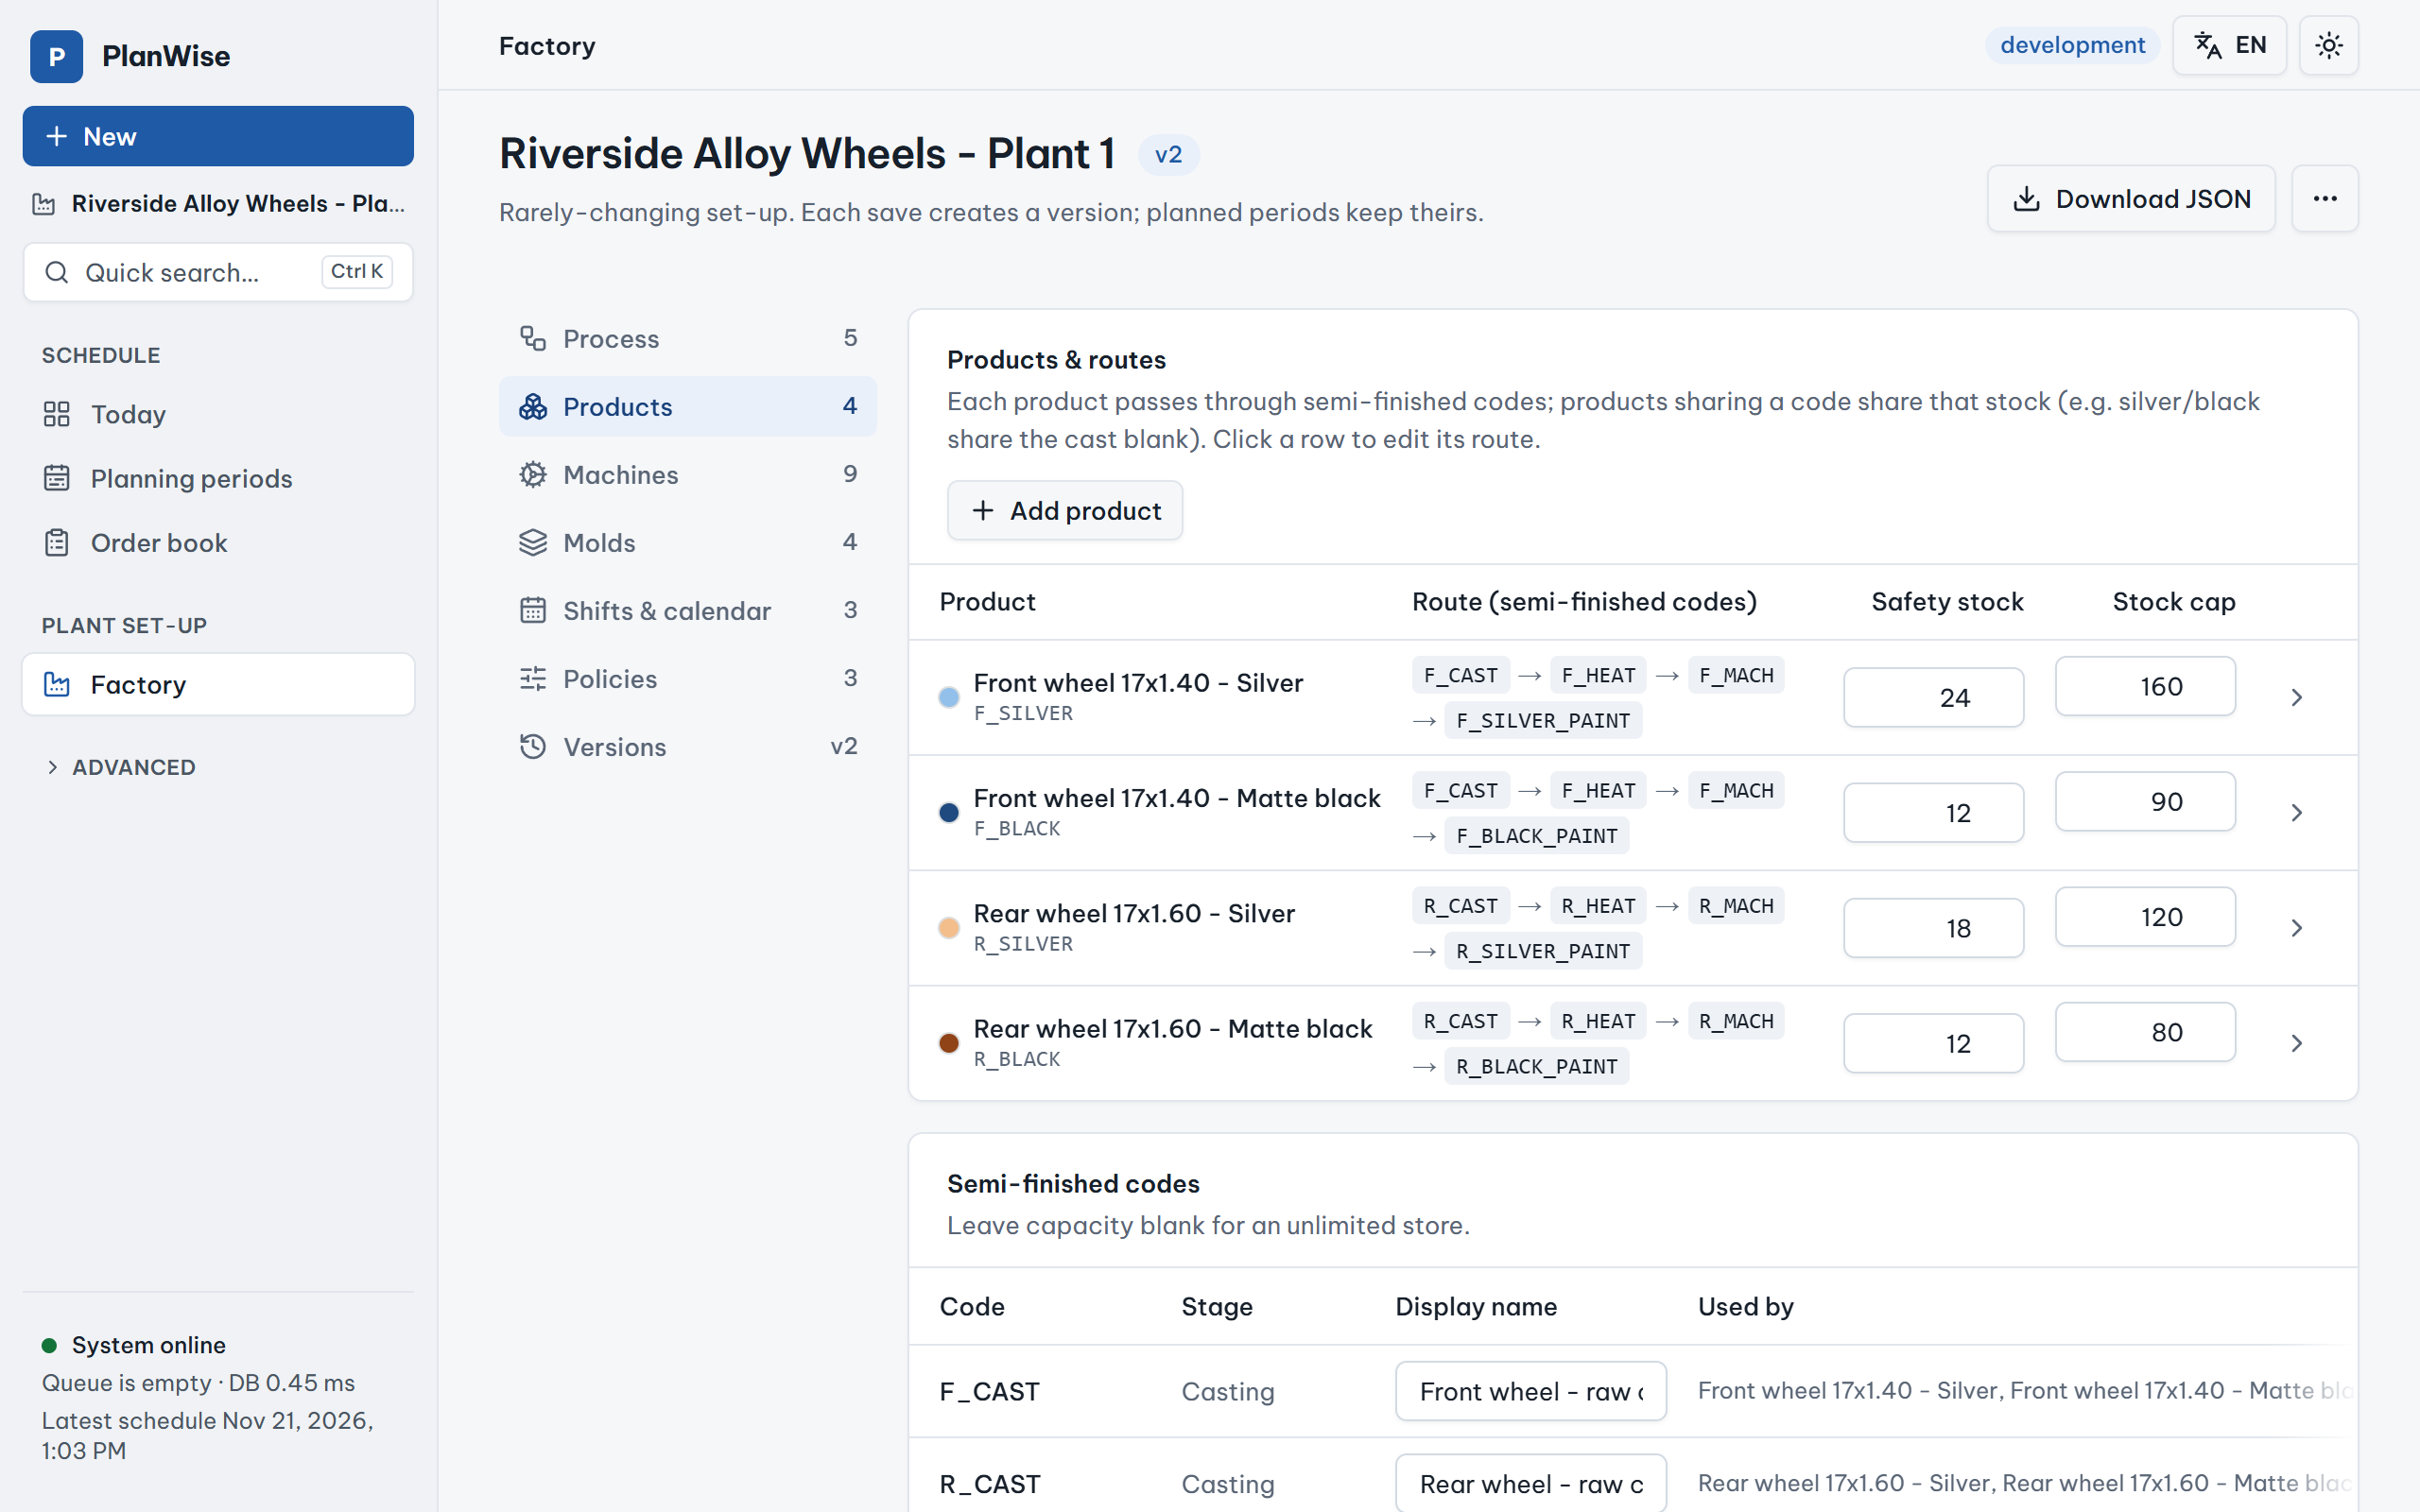 P PlanWise
New
Riverside Alloy Wheels - Pla...
Quick search... Ctrl K
SCHEDULE
Today
Planning periods
Order book
PLANT SET-UP
Factory
ADVANCED
System online
Queue is empty · DB 0.45 ms
Latest schedule Nov 21, 2026,
1:03 PM
Factory
development
EN
Riverside Alloy Wheels - Plant 1 v2
Rarely-changing set-up. Each save creates a version; planned periods keep theirs.
Download JSON
Process 5
Products 4
Machines 9
Molds 4
Shifts & calendar 3
Policies 3
Versions v2
Products & routes
Each product passes through semi-finished codes; products sharing a code share that stock (e.g. silver/black
share the cast blank). Click a row to edit its route.
Add product
Product Route (semi-finished codes) Safety stock Stock cap
Front wheel 17x1.40 - Silver
F_SILVER
F_CAST → F_HEAT → F_MACH
→ F_SILVER_PAINT
24 160
Front wheel 17x1.40 - Matte black
F_BLACK
F_CAST → F_HEAT → F_MACH
→ F_BLACK_PAINT
12 90
Rear wheel 17x1.60 - Silver
R_SILVER
R_CAST → R_HEAT → R_MACH
→ R_SILVER_PAINT
18 120
Rear wheel 17x1.60 - Matte black
R_BLACK
R_CAST → R_HEAT → R_MACH
→ R_BLACK_PAINT
12 80
Semi-finished codes
Leave capacity blank for an unlimited store.
Code Stage Display name Used by
F_CAST Casting Front wheel - raw Front wheel 17x1.40 - Silver, Front wheel 17x1.40 - Matte
R_CAST Casting Rear wheel - raw Rear wheel 17x1.60 - Silver, Rear wheel 17x1.60 - Matte